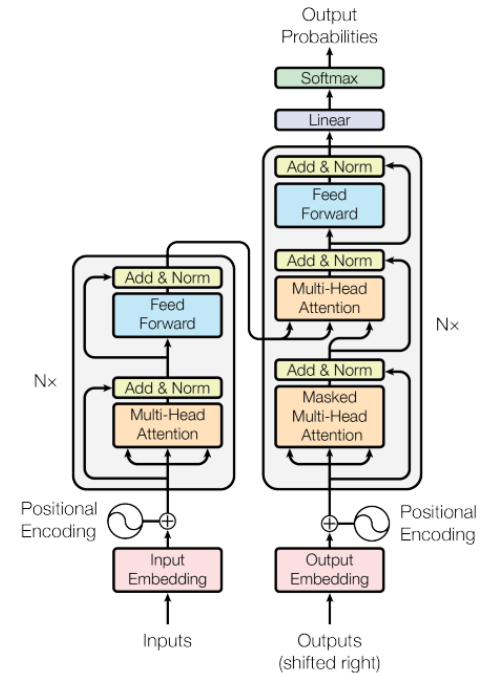 Output
Probabilities
Softmax
Linear
Add & Norm
Feed
Forward
Add & Norm
Multi-Head
Attention
Nx
Add & Norm
Masked
Multi-Head
Attention
Positional
Encoding
Output
Embedding
Outputs
(shifted right)
Add & Norm
Feed
Forward
Nx
Add & Norm
Multi-Head
Attention
Positional
Encoding
Input
Embedding
Inputs